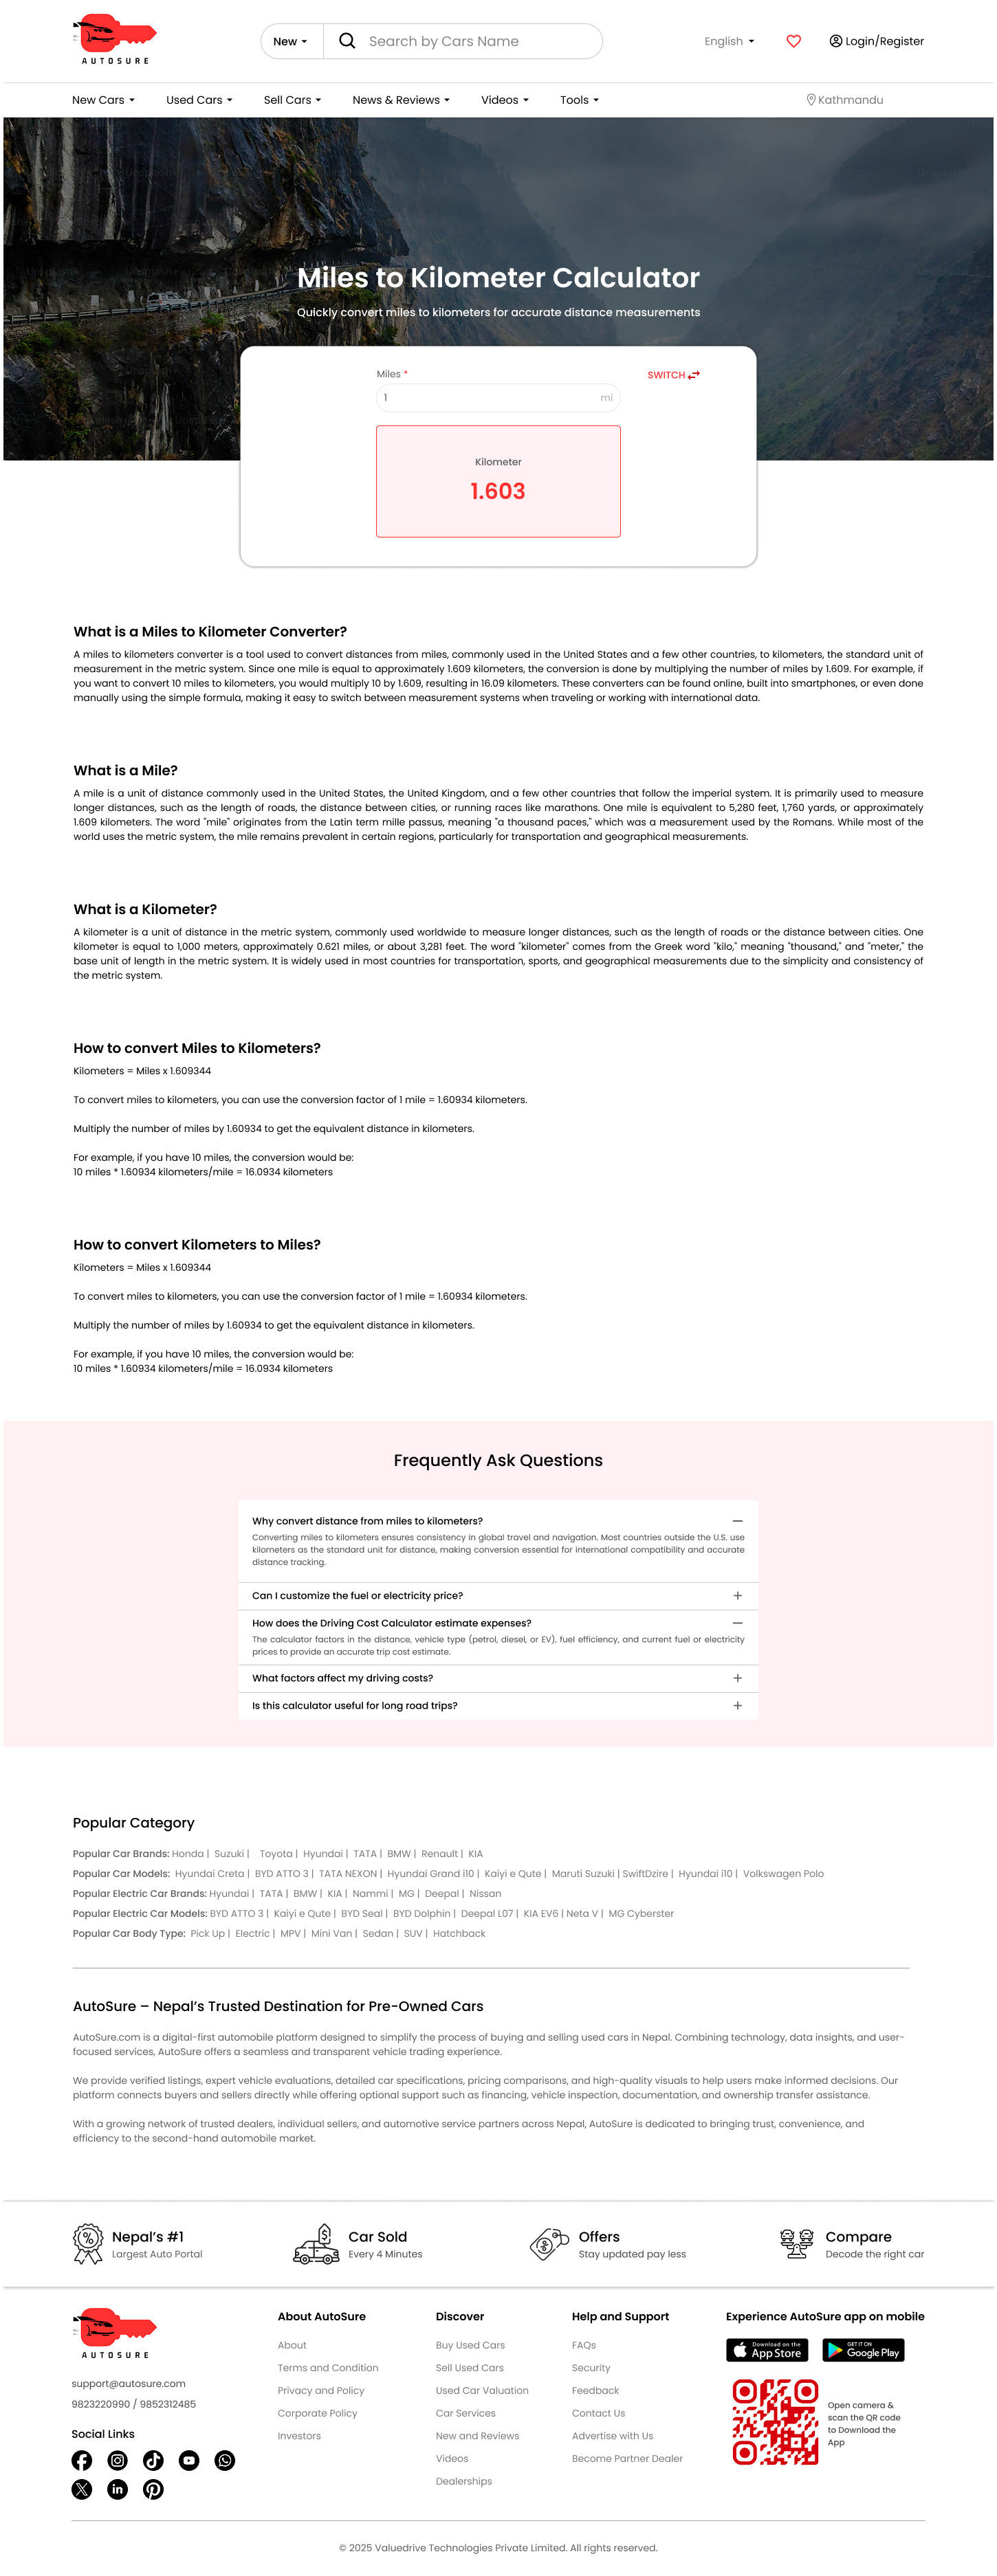 AUTOSURE
New
Search by Cars Name
English
Login/Register
New Cars
Used Cars
Sell Cars
News & Reviews
Videos
Tools
Kathmandu
Miles to Kilometer Calculator
Quickly convert miles to kilometers for accurate distance measurements
Miles *
SWITCH
1
mi
Kilometer
1.603
What is a Miles to Kilometer Converter?
A miles to kilometers converter is a tool used to convert distances from miles, commonly used in the United States and a few other countries, to kilometers, the standard unit of
measurement in the metric system. Since one mile is equal to approximately 1.609 kilometers, the conversion is done by multiplying the number of miles by 1.609. For example, if
you want to convert 10 miles to kilometers, you would multiply 10 by 1.609, resulting in 16.09 kilometers. These converters can be found online, built into smartphones, or even done
manually using the simple formula, making it easy to switch between measurement systems when traveling or working with international data.
What is a Mile?
A mile is a unit of distance commonly used in the United States, the United Kingdom, and a few other countries that follow the imperial system. It is primarily used to measure
longer distances, such as the length of roads, the distance between cities, or running races like marathons. One mile is equivalent to 5,280 feet, 1,760 yards, or approximately
1.609 kilometers. The word "mile" originates from the Latin term mille passus, meaning "a thousand paces," which was a measurement used by the Romans. While most of the
world uses the metric system, the mile remains prevalent in certain regions, particularly for transportation and geographical measurements.
What is a Kilometer?
A kilometer is a unit of distance in the metric system, commonly used worldwide to measure longer distances, such as the length of roads or the distance between cities. One
kilometer is equal to 1,000 meters, approximately 0.621 miles, or about 3,281 feet. The word "kilometer" comes from the Greek word "kilo," meaning "thousand," and "meter," the
base unit of length in the metric system. It is widely used in most countries for transportation, sports, and geographical measurements due to the simplicity and consistency of
the metric system.
How to convert Miles to Kilometers?
Kilometers = Miles x 1.609344
To convert miles to kilometers, you can use the conversion factor of 1 mile = 1.60934 kilometers.
Multiply the number of miles by 1.60934 to get the equivalent distance in kilometers.
For example, if you have 10 miles, the conversion would be:
10 miles * 1.60934 kilometers/mile = 16.0934 kilometers
How to convert Kilometers to Miles?
Kilometers = Miles x 1.609344
To convert miles to kilometers, you can use the conversion factor of 1 mile = 1.60934 kilometers.
Multiply the number of miles by 1.60934 to get the equivalent distance in kilometers.
For example, if you have 10 miles, the conversion would be:
10 miles * 1.60934 kilometers/mile = 16.0934 kilometers
Frequently Ask Questions
Why convert distance from miles to kilometers?
Converting miles to kilometers ensures consistency in global travel and navigation. Most countries outside the U.S. use
kilometers as the standard unit for distance, making conversion essential for international compatibility and accurate
distance tracking.
Can I customize the fuel or electricity price?
How does the Driving Cost Calculator estimate expenses?
The calculator factors in the distance, vehicle type (petrol, diesel, or EV), fuel efficiency, and current fuel or electricity
prices to provide an accurate trip cost estimate.
What factors affect my driving costs?
Is this calculator useful for long road trips?
Popular Category
Popular Car Brands: Honda | Suzuki | Toyota | Hyundai | TATA | BMW | Renault | KIA
Popular Car Models: Hyundai Creta | BYD ATTO 3 | TATA NEXON | Hyundai Grand i10 | Kaiyi e Qute | Maruti Suzuki | SwiftDzire | Hyundai i10 | Volkswagen Polo
Popular Electric Car Brands: Hyundai | TATA | BMW | KIA | Nammi | MG | Deepal | Nissan
Popular Electric Car Models: BYD ATTO 3 | Kaiyi e Qute | BYD Seal | BYD Dolphin | Deepal L07 | KIA EV6 | Neta V | MG Cyberster
Popular Car Body Type: Pick Up | Electric | MPV | Mini Van | Sedan | SUV | Hatchback
AutoSure – Nepal's Trusted Destination for Pre-Owned Cars
AutoSure.com is a digital-first automobile platform designed to simplify the process of buying and selling used cars in Nepal. Combining technology, data insights, and user-
focused services, AutoSure offers a seamless and transparent vehicle trading experience.
We provide verified listings, expert vehicle evaluations, detailed car specifications, pricing comparisons, and high-quality visuals to help users make informed decisions. Our
platform connects buyers and sellers directly while offering optional support such as financing, vehicle inspection, documentation, and ownership transfer assistance.
With a growing network of trusted dealers, individual sellers, and automotive service partners across Nepal, AutoSure is dedicated to bringing trust, convenience, and
efficiency to the second-hand automobile market.
Nepal's #1
Largest Auto Portal
Car Sold
Every 4 Minutes
Offers
Stay updated pay less
Compare
Decode the right car
AUTOSURE
support@autosure.com
9823220990 / 9852312485
Social Links
About AutoSure
About
Terms and Condition
Privacy and Policy
Corporate Policy
Investors
Discover
Buy Used Cars
Sell Used Cars
Used Car Valuation
Car Services
New and Reviews
Videos
Dealerships
Help and Support
FAQs
Security
Feedback
Contact Us
Advertise with Us
Become Partner Dealer
Experience AutoSure app on mobile
Download on the
App Store
GET IT ON
Google Play
Open camera &
scan the QR code
to Download the
App
© 2025 Valuedrive Technologies Private Limited. All rights reserved.